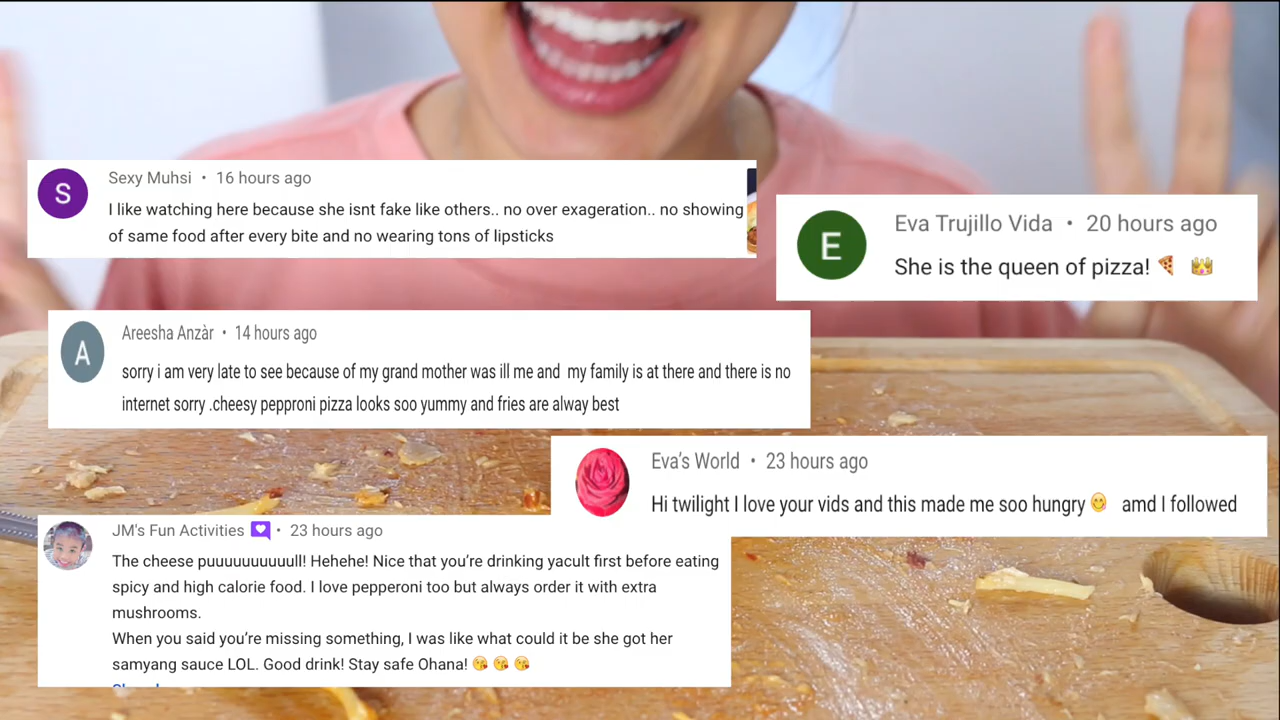 Sexy Muhsi • 16 hours ago
I like watching here because she isnt fake like others.. no over exageration.. no showing
of same food after every bite and no wearing tons of lipsticks
S
Eva Trujillo Vida • 20 hours ago
She is the queen of pizza! 🍕 👑
E
Areesha Anzàr • 14 hours ago
sorry i am very late to see because of my grand mother was ill me and my family is at there and there is no
internet sorry .cheesy pepproni pizza looks soo yummy and fries are alway best
A
Eva's World • 23 hours ago
Hi twilight I love your vids and this made me soo hungry 😋 amd I followed
JM's Fun Activities • 23 hours ago
The cheese puuuuuuuuuull! Hehehe! Nice that you're drinking yacult first before eating
spicy and high calorie food. I love pepperoni too but always order it with extra
mushrooms.
When you said you're missing something, I was like what could it be she got her
samyang sauce LOL. Good drink! Stay safe Ohana! 😘 😘 😘